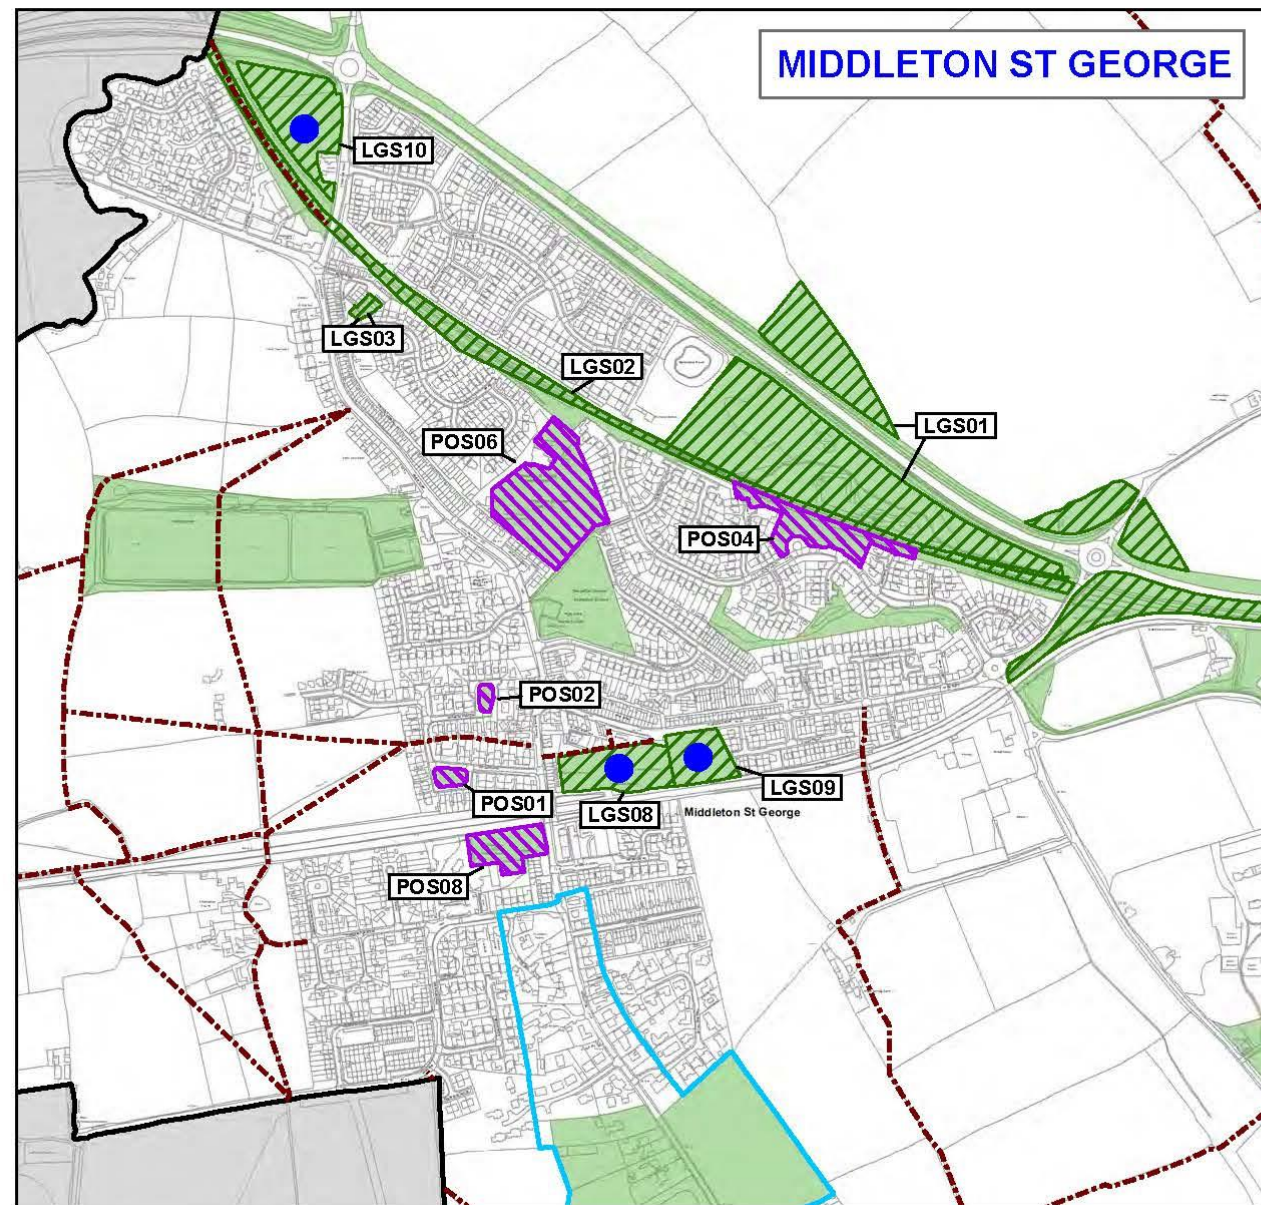 MIDDLETON ST GEORGE
LGS10
LGS03
LGS02
LGS01
POS06
POS04
POS02
POS01
LGS08
LGS09
Middleton St George
POS08